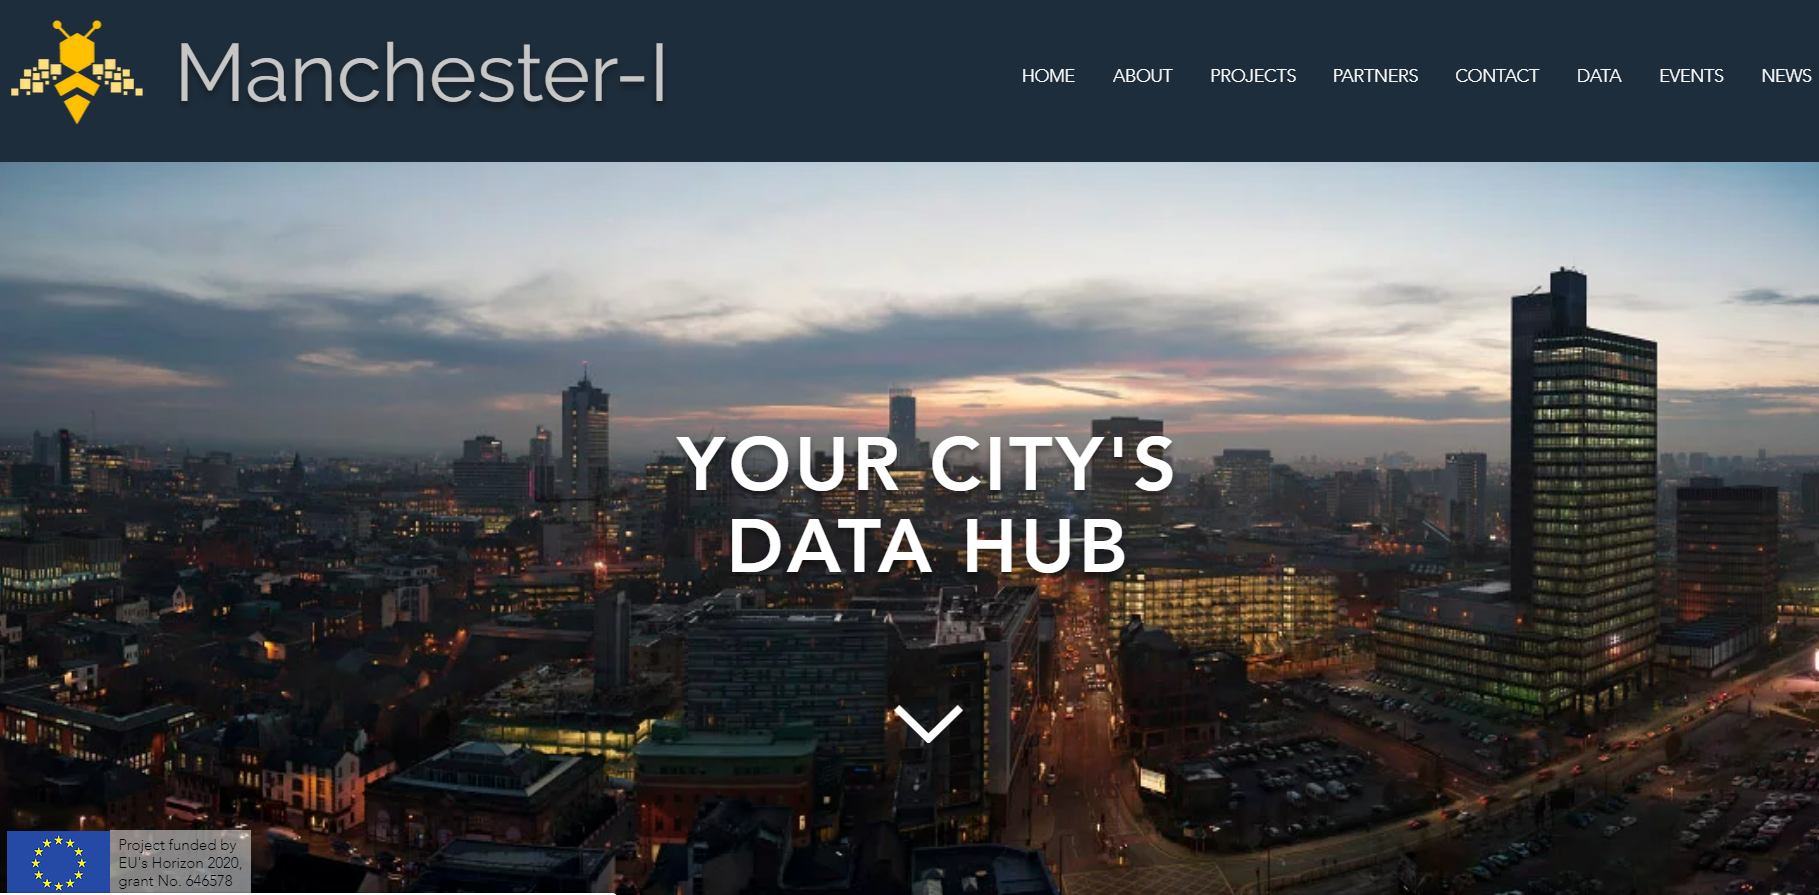 Manchester-I
HOME ABOUT PROJECTS PARTNERS CONTACT DATA EVENTS NEWS
YOUR CITY'S
DATA HUB
Project funded by
EU's Horizon 2020,
grant No. 646578